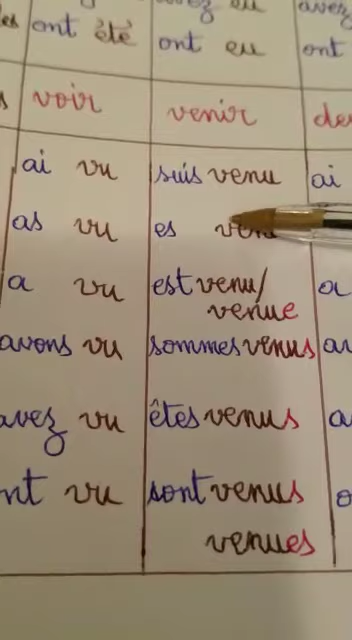 ont été ont eu ont
voir venir
ai vu suis venu ai
as vu es
a vu est venu/ a
venue
avons vu sommes venus
avez vu êtes venus
vu sont venus
venues